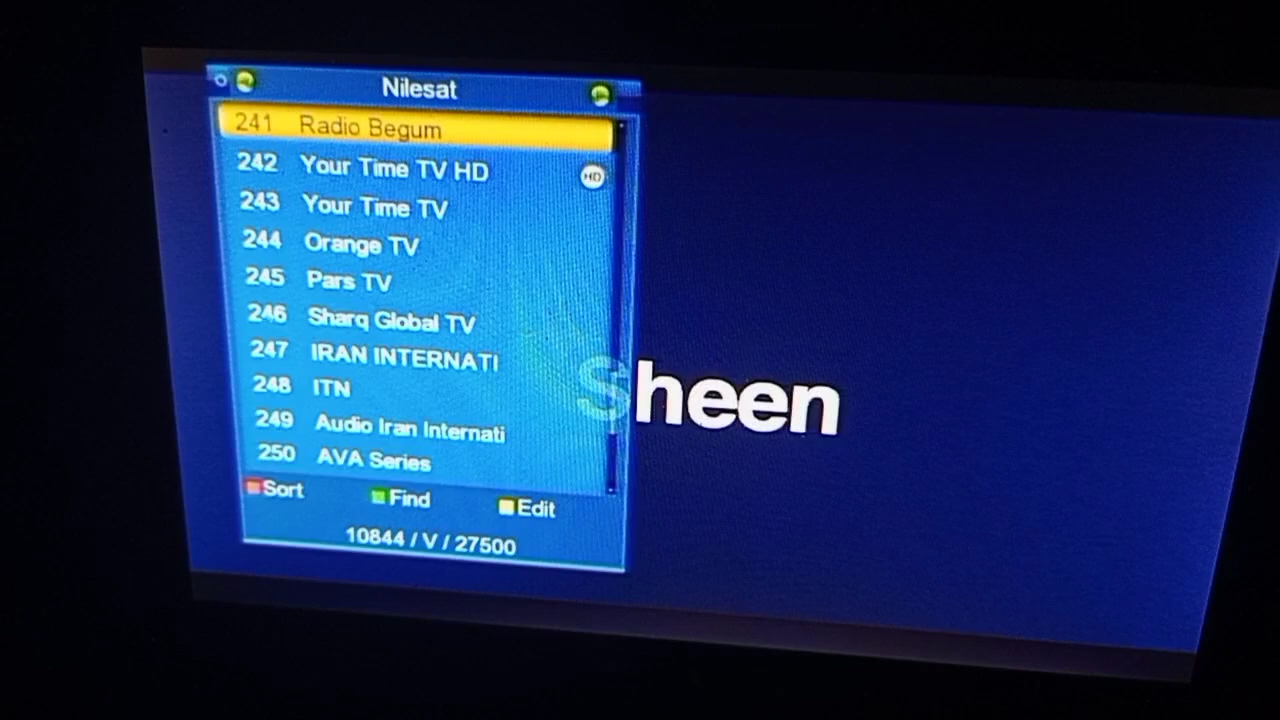 Nilesat
241 Radio Begum
242 Your Time TV HD HD
243 Your Time TV
244 Orange TV
245 Pars TV
246 Sharq Global TV
247 IRAN INTERNATI
248 ITN
249 Audio Iran Internati
250 AVA Series
Sort Find Edit
10844 / V / 27500
Sheen